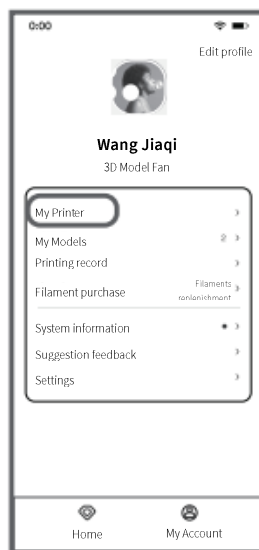 0:00
Edit profile
Wang Jiaqi
3D Model Fan
My Printer
My Models 2
Printing record
Filament purchase Filaments
replenishment
System information
Suggestion feedback
Settings
Home My Account